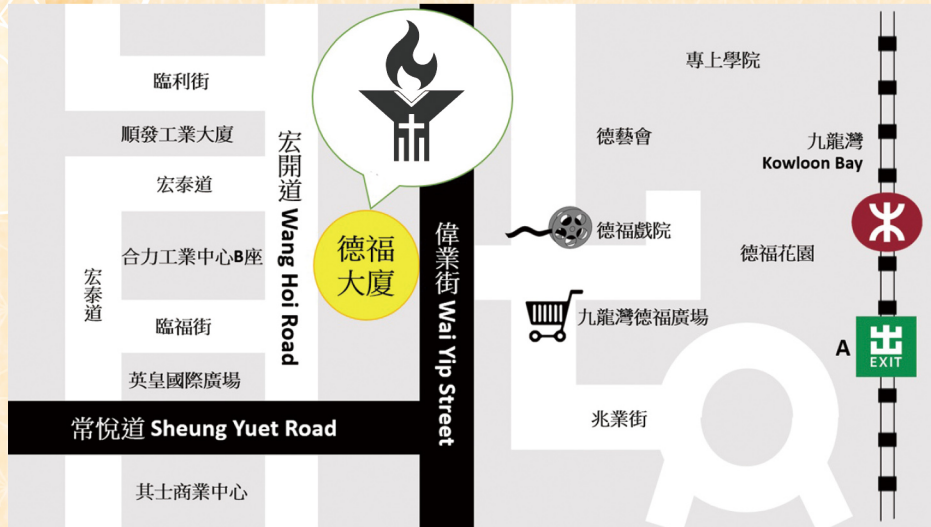 臨利街
順發工業大廈
宏泰道
合力工業中心B座
宏泰道
臨福街
英皇國際廣場
常悅道 Sheung Yuet Road
其士商業中心
宏開道 Wang Hoi Road
德福
大廈
偉業街 Wai Yip Street
專上學院
德藝會
九龍灣
Kowloon Bay
德福戲院
德福花園
九龍灣德福廣場
兆業街
A
出
EXIT